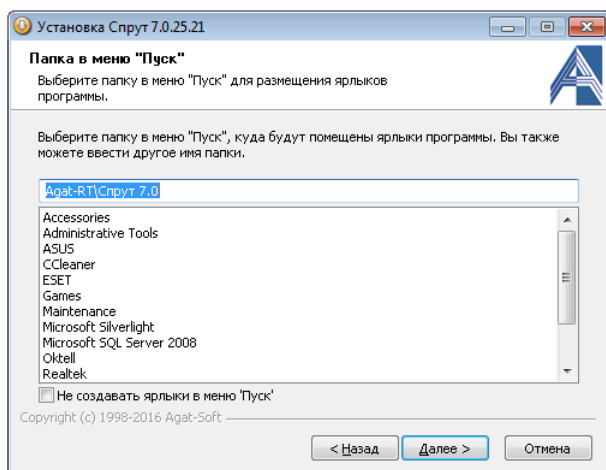 Установка Спрут 7.0.25.21
Папка в меню "Пуск"
Выберите папку в меню "Пуск" для размещения ярлыков
программы.
Выберите папку в меню "Пуск", куда будут помещены ярлыки программы. Вы также
можете ввести другое имя папки.
Agat-RT\Спрут 7.0
Accessories
Administrative Tools
ASUS
CCleaner
ESET
Games
Maintenance
Microsoft Silverlight
Microsoft SQL Server 2008
Oktell
Realtek
Не создавать ярлыки в меню 'Пуск'
Copyright (c) 1998-2016 Agat-Soft
< Назад Далее > Отмена